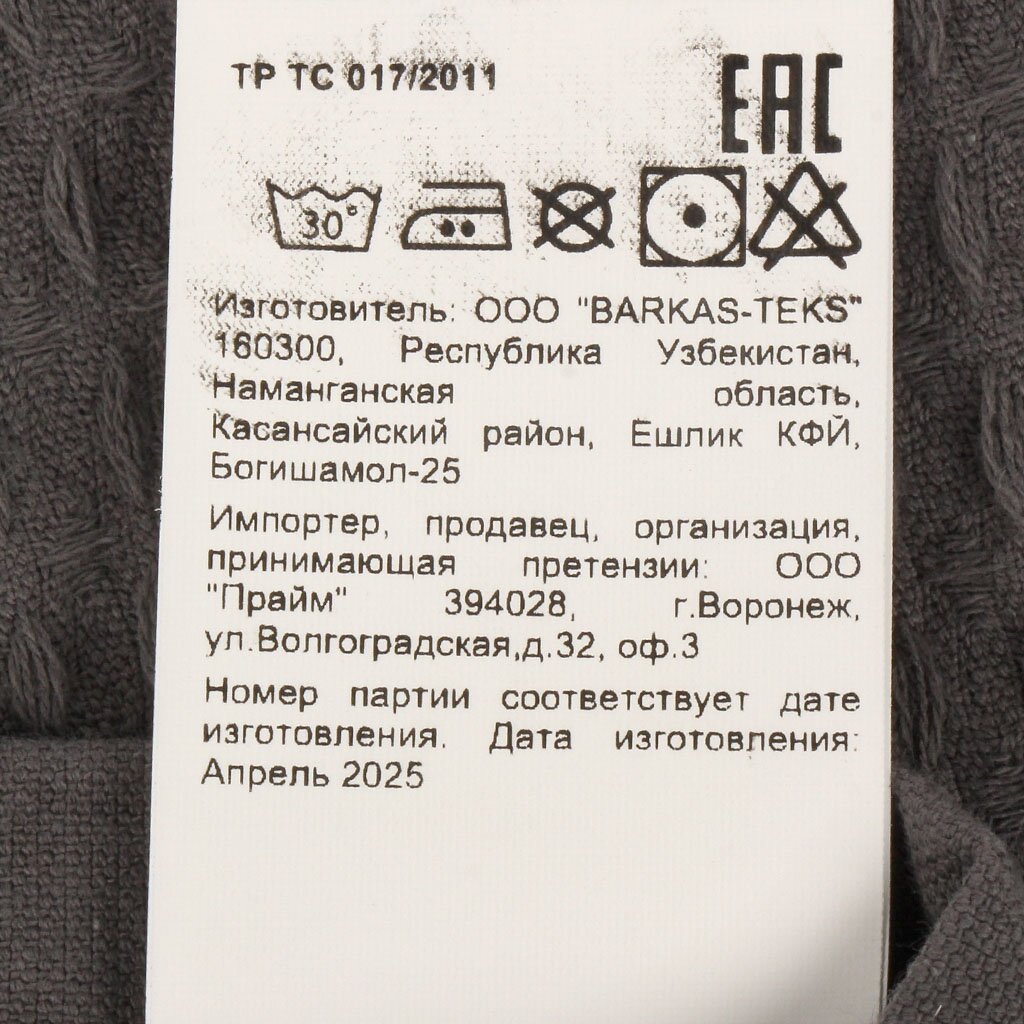 ТР ТС 017/2011
EAC
30°
Изготовитель: ООО "BARKAS-TEKS"
160300, Республика Узбекистан,
Наманганская область,
Касансайский район, Ешлик КФЙ,
Богишамол-25
Импортер, продавец, организация,
принимающая претензии: ООО
"Прайм" 394028, г.Воронеж,
ул.Волгоградская,д.32, оф.3
Номер партии соответствует дате
изготовления. Дата изготовления:
Апрель 2025